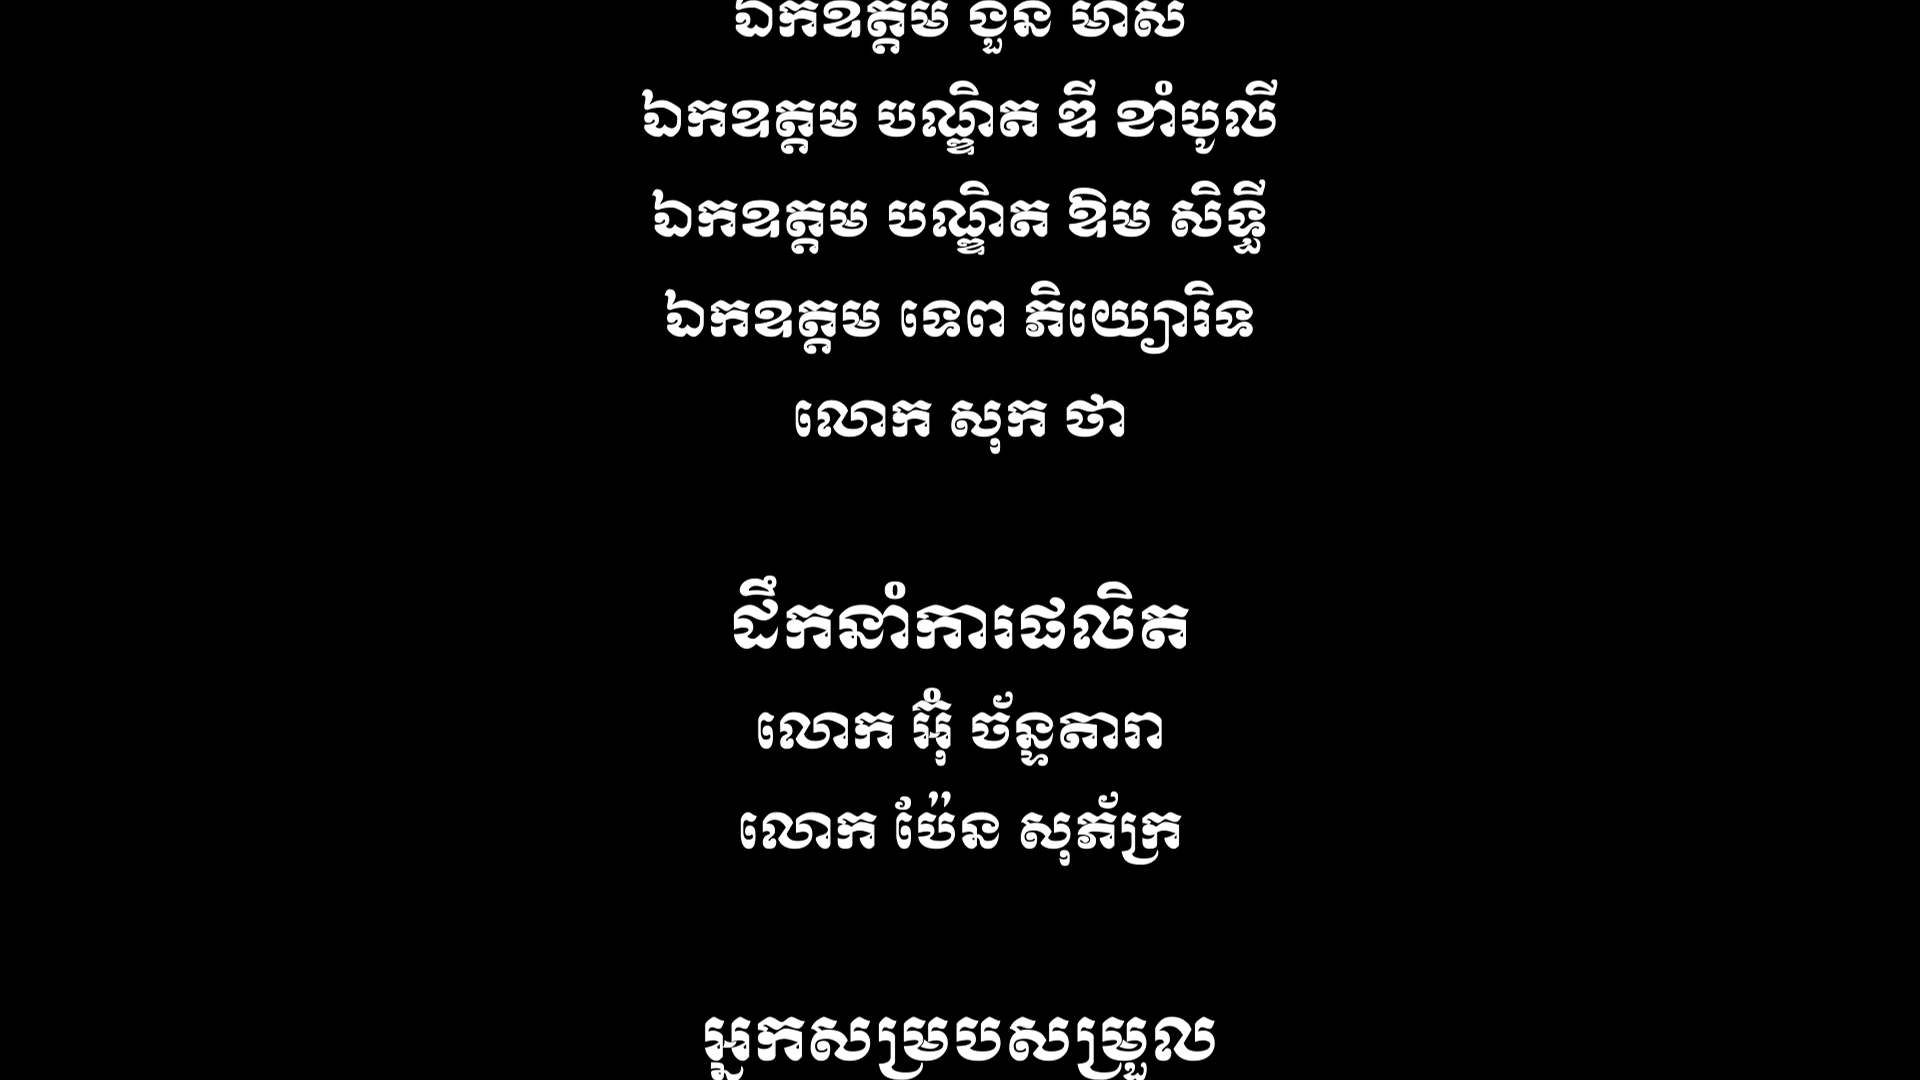 ឯកឧត្តម ងួន មាស
ឯកឧត្តម បណ្ឌិត ឌី ខាំបូលី
ឯកឧត្តម បណ្ឌិត ឱម សិទ្ធី
ឯកឧត្តម ទេព ភិយ្យោរិទ
លោក សុក ថា
ដឹកនាំការផលិត
លោក អ៊ុំ ច័ន្ទតារា
លោក ប៉ែន សុភ័ក្រ
អ្នកសម្របសម្រួល